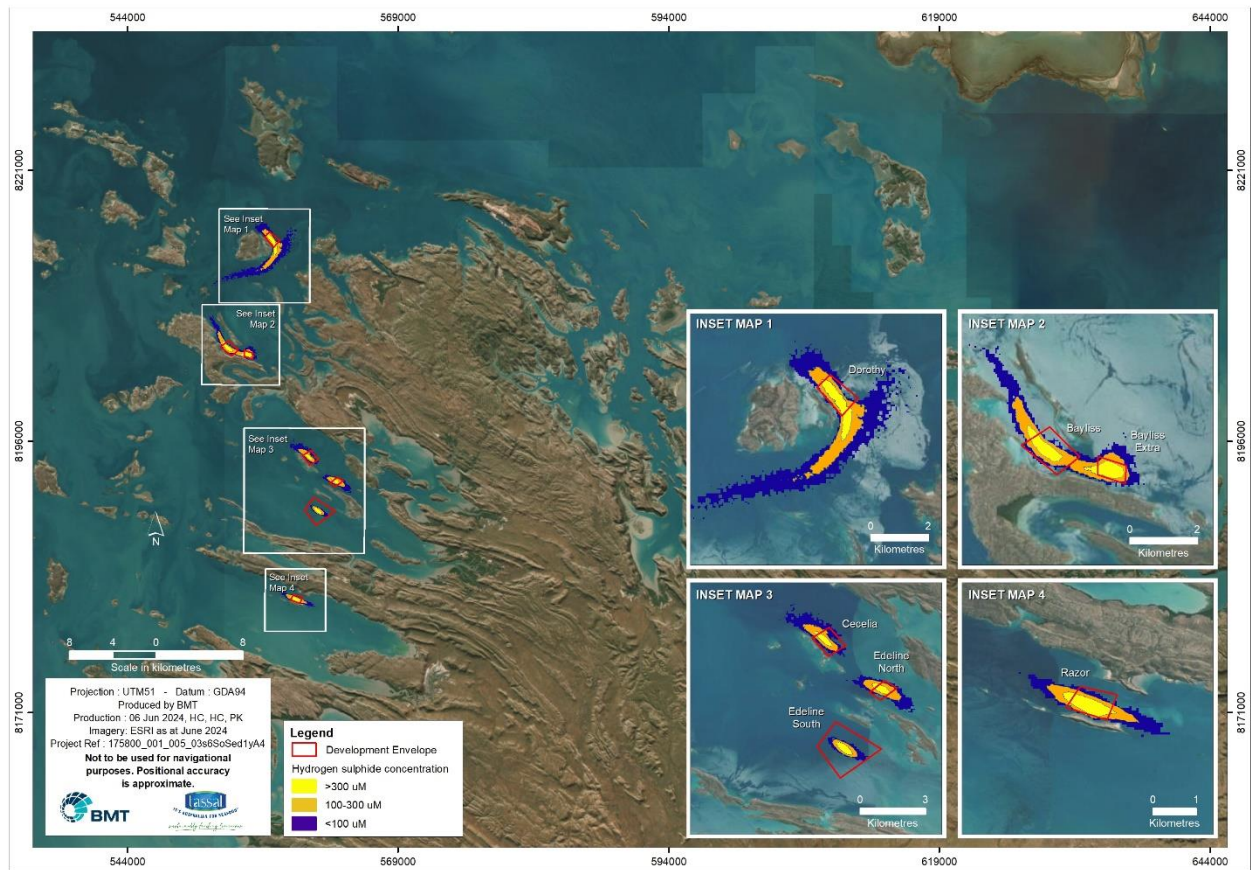 544000
569000
594000
619000
644000
8221000
8196000
8171000
8221000
8196000
8171000
See Inset
Map 1
See Inset
Map 2
See Inset
Map 3
See Inset
Map 4
N
8 4 0 8
Scale in kilometres
Projection : UTM51 - Datum : GDA94
Produced by BMT
Production : 06 Jun 2024, HC, HC, PK
Imagery: ESRI as at June 2024
Project Ref : 175800_001_005_03s6SoSed1yA4
Not to be used for navigational
purposes. Positional accuracy
is approximate.
BMT
tassal
Legend
Development Envelope
Hydrogen sulphide concentration
>300 uM
100-300 uM
<100 uM
INSET MAP 1
Dorothy
0 2
Kilometres
INSET MAP 2
Bayliss
Bayliss
Extra
0 2
Kilometres
INSET MAP 3
Cecelia
Edeline
North
Edeline
South
0 3
Kilometres
INSET MAP 4
Razor
0 1
Kilometres
544000
569000
594000
619000
644000